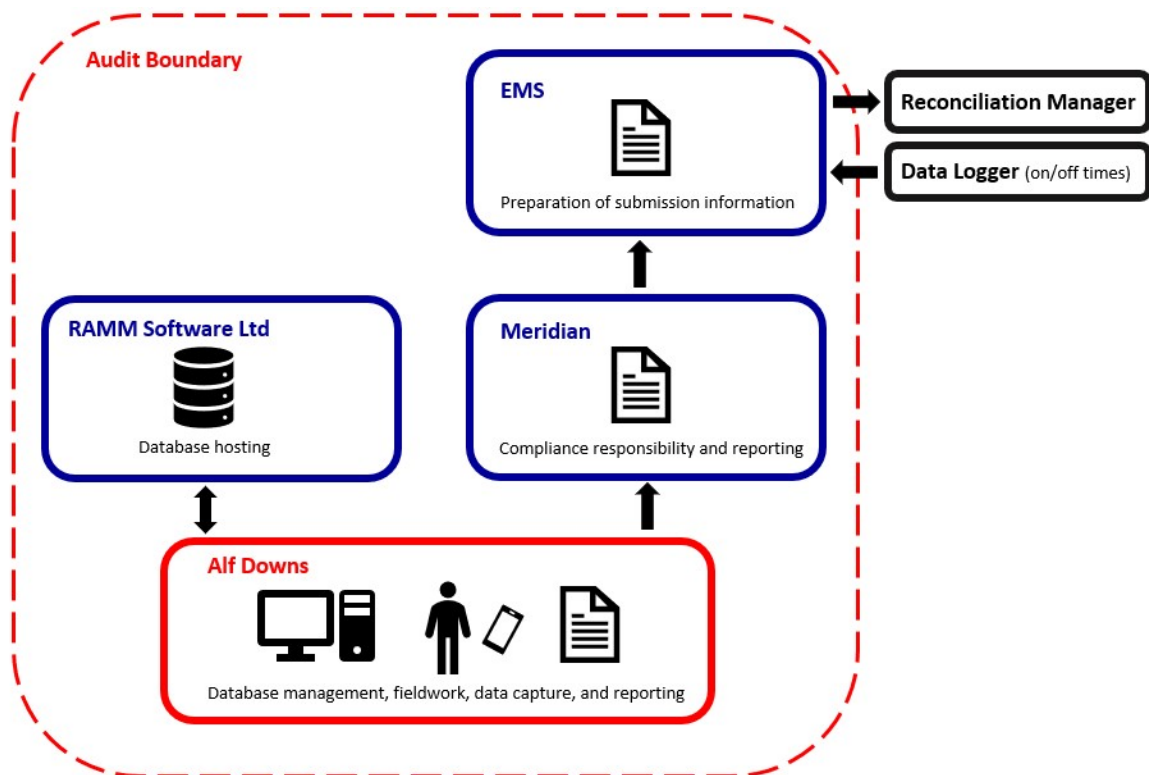 Audit Boundary
EMS
Preparation of submission information
Reconciliation Manager
Data Logger (on/off times)
RAMM Software Ltd
Database hosting
Meridian
Compliance responsibility and reporting
Alf Downs
Database management, fieldwork, data capture, and reporting